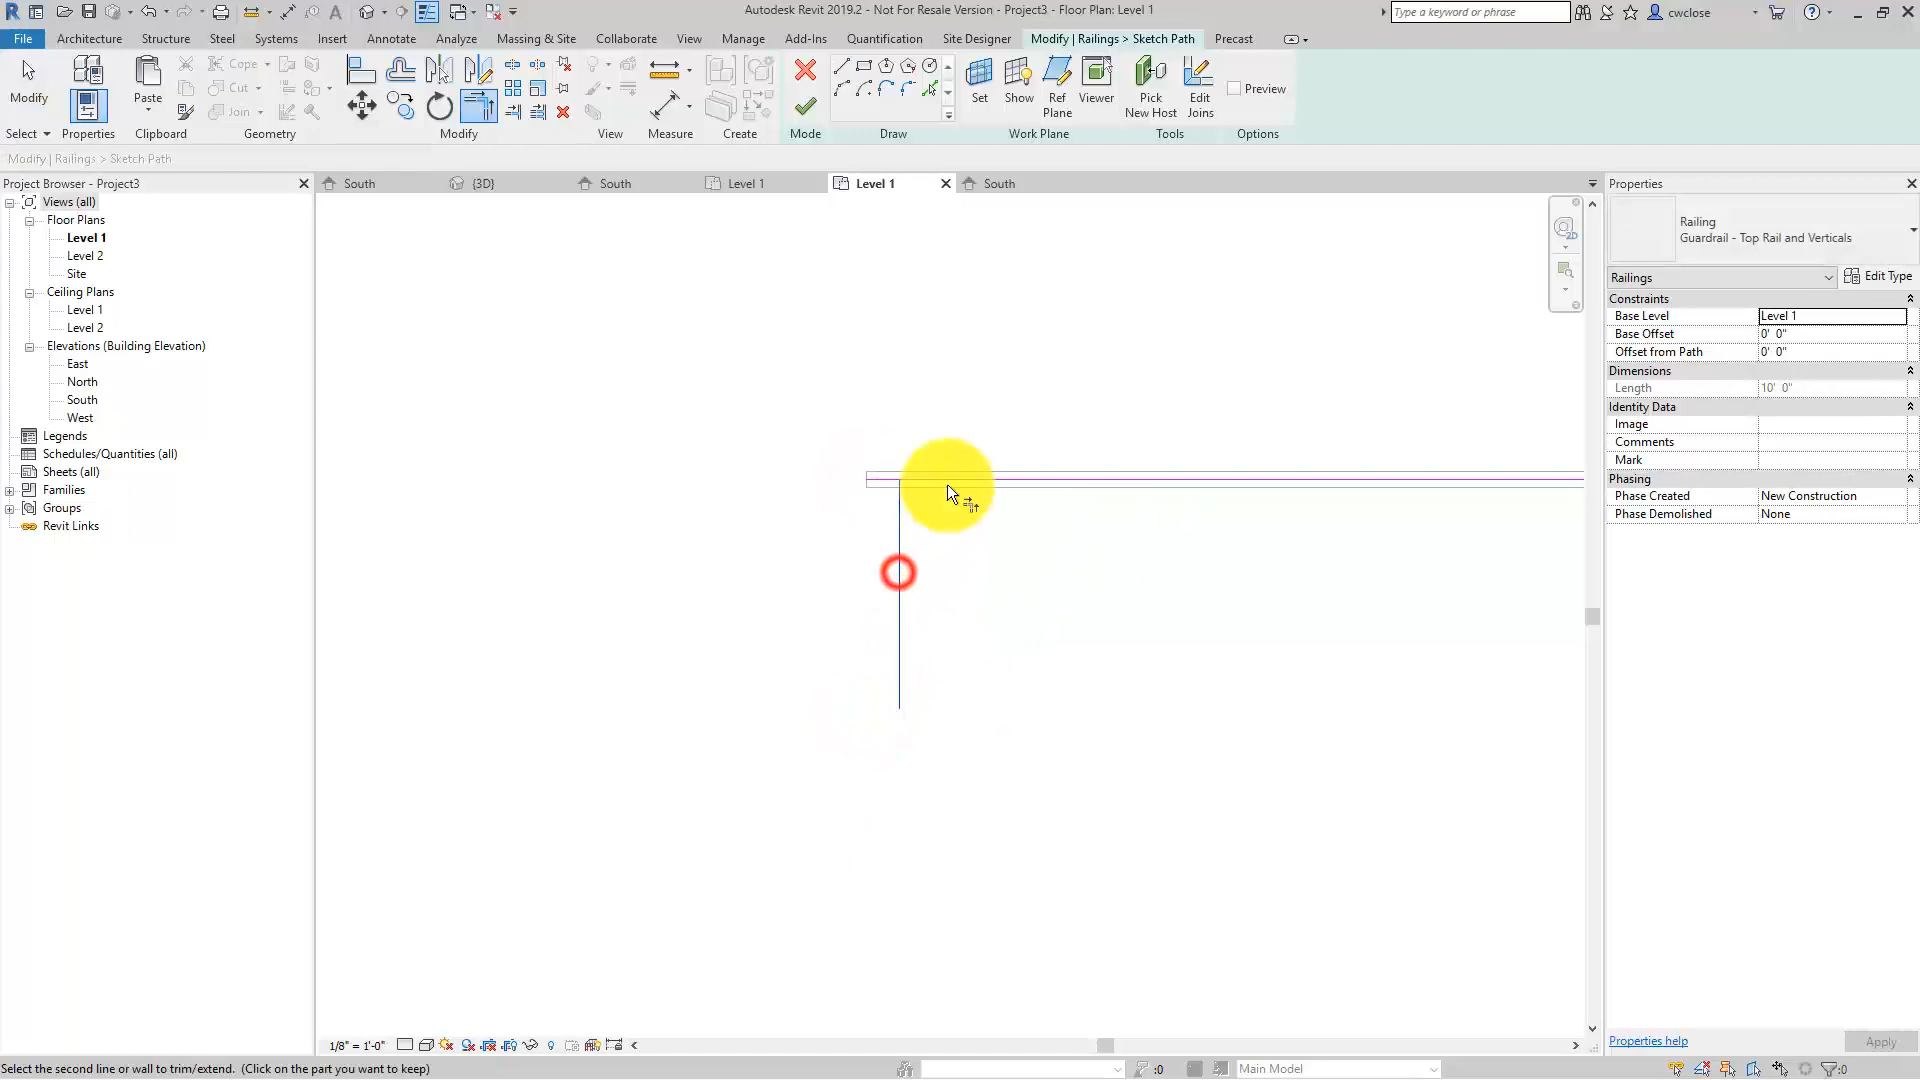 Autodesk Revit 2019.2 - Not For Resale Version - Project3 - Floor Plan: Level 1
Type a keyword or phrase
cwclose
File Architecture Structure Steel Systems Insert Annotate Analyze Massing & Site Collaborate View Manage Add-Ins Quantification Site Designer Modify | Railings > Sketch Path Precast
Modify Paste Cope Cut Join Set Show Ref Plane Viewer Pick New Host Edit Joins Preview
Select Properties Clipboard Geometry Modify View Measure Create Mode Draw Work Plane Tools Options
Modify | Railings > Sketch Path
Project Browser - Project3
South {3D} South Level 1 Level 1 South
Views (all)
Floor Plans
Level 1
Level 2
Site
Ceiling Plans
Level 1
Level 2
Elevations (Building Elevation)
East
North
South
West
Legends
Schedules/Quantities (all)
Sheets (all)
Families
Groups
Revit Links
2D
Properties
Railing
Guardrail - Top Rail and Verticals
Railings Edit Type
Constraints
Base Level Level 1
Base Offset 0' 0"
Offset from Path 0' 0"
Dimensions
Length 10' 0"
Identity Data
Image
Comments
Mark
Phasing
Phase Created New Construction
Phase Demolished None
Properties help Apply
1/8" = 1'-0"
Select the second line or wall to trim/extend. (Click on the part you want to keep)
:0 Main Model :0